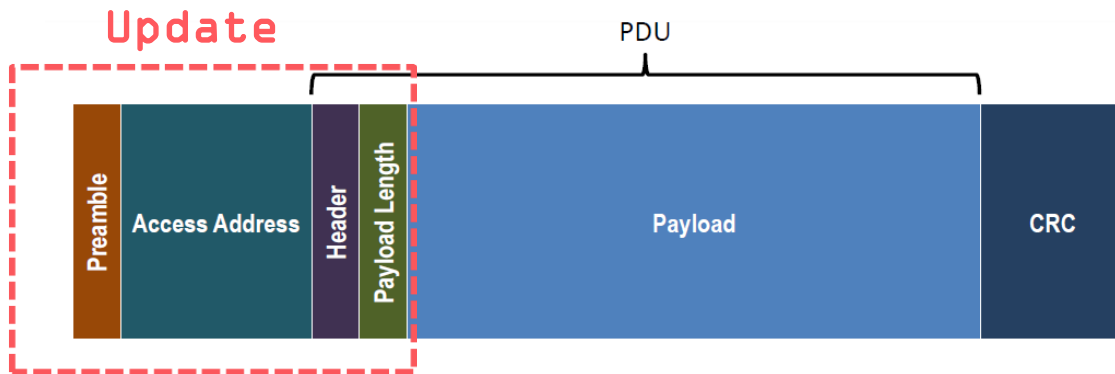 Update
PDU
Preamble
Access Address
Header
Payload Length
Payload
CRC